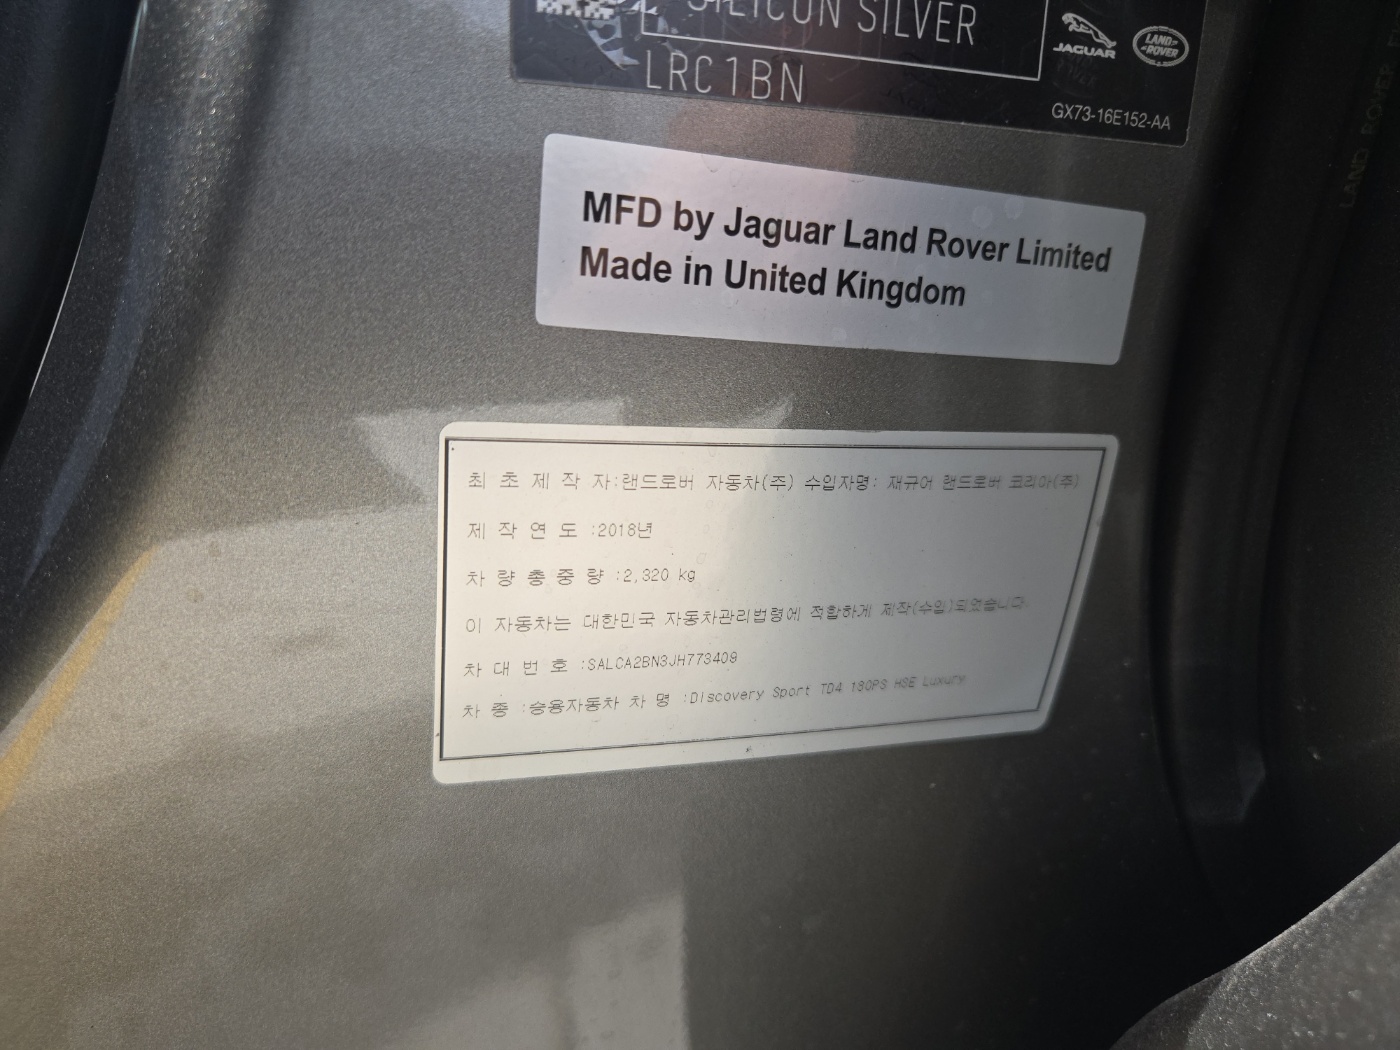 SILICON SILVER
LRC1BN
JAGUAR
LAND ROVER
GX73-16E152-AA
MFD by Jaguar Land Rover Limited
Made in United Kingdom
최 초 제 작 자:랜드로버 자동차(주) 수입자명: 재규어 랜드로버 코리아(주)
제 작 연 도 :2018년
차 량 총 중 량 :2,320 kg
이 자동차는 대한민국 자동차관리법령에 적합하게 제작(수입)되었습니다
차 대 번 호 :SALCA2BN3JH773409
차 종 :승용자동차 차 명 :Discovery Sport TD4 180PS HSE Luxury
LAND ROVER